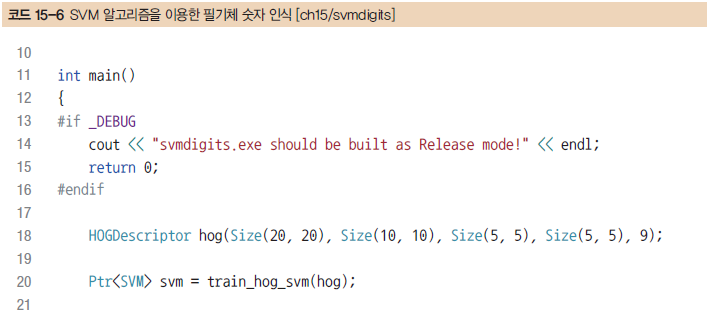 코드 15-6 SVM 알고리즘을 이용한 필기체 숫자 인식 [ch15/svmdigits]
10
11 int main()
12 {
13 #if _DEBUG
14 cout << "svmdigits.exe should be built as Release mode!" << endl;
15 return 0;
16 #endif
17
18 HOGDescriptor hog(Size(20, 20), Size(10, 10), Size(5, 5), Size(5, 5), 9);
19
20 Ptr<SVM> svm = train_hog_svm(hog);
21